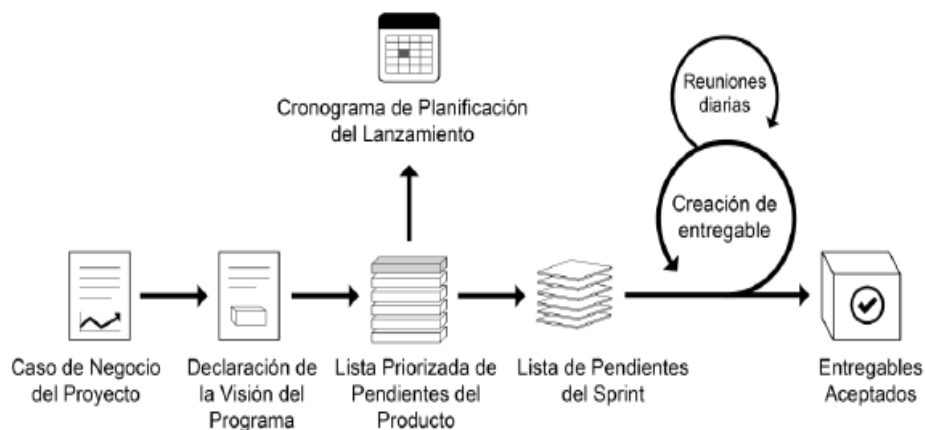 Cronograma de Planificación
del Lanzamiento
Reuniones
diarias
Creación de
entregable
Caso de Negocio
del Proyecto
Declaración de
la Visión del
Programa
Lista Priorizada de
Pendientes del
Producto
Lista de Pendientes
del Sprint
Entregables
Aceptados